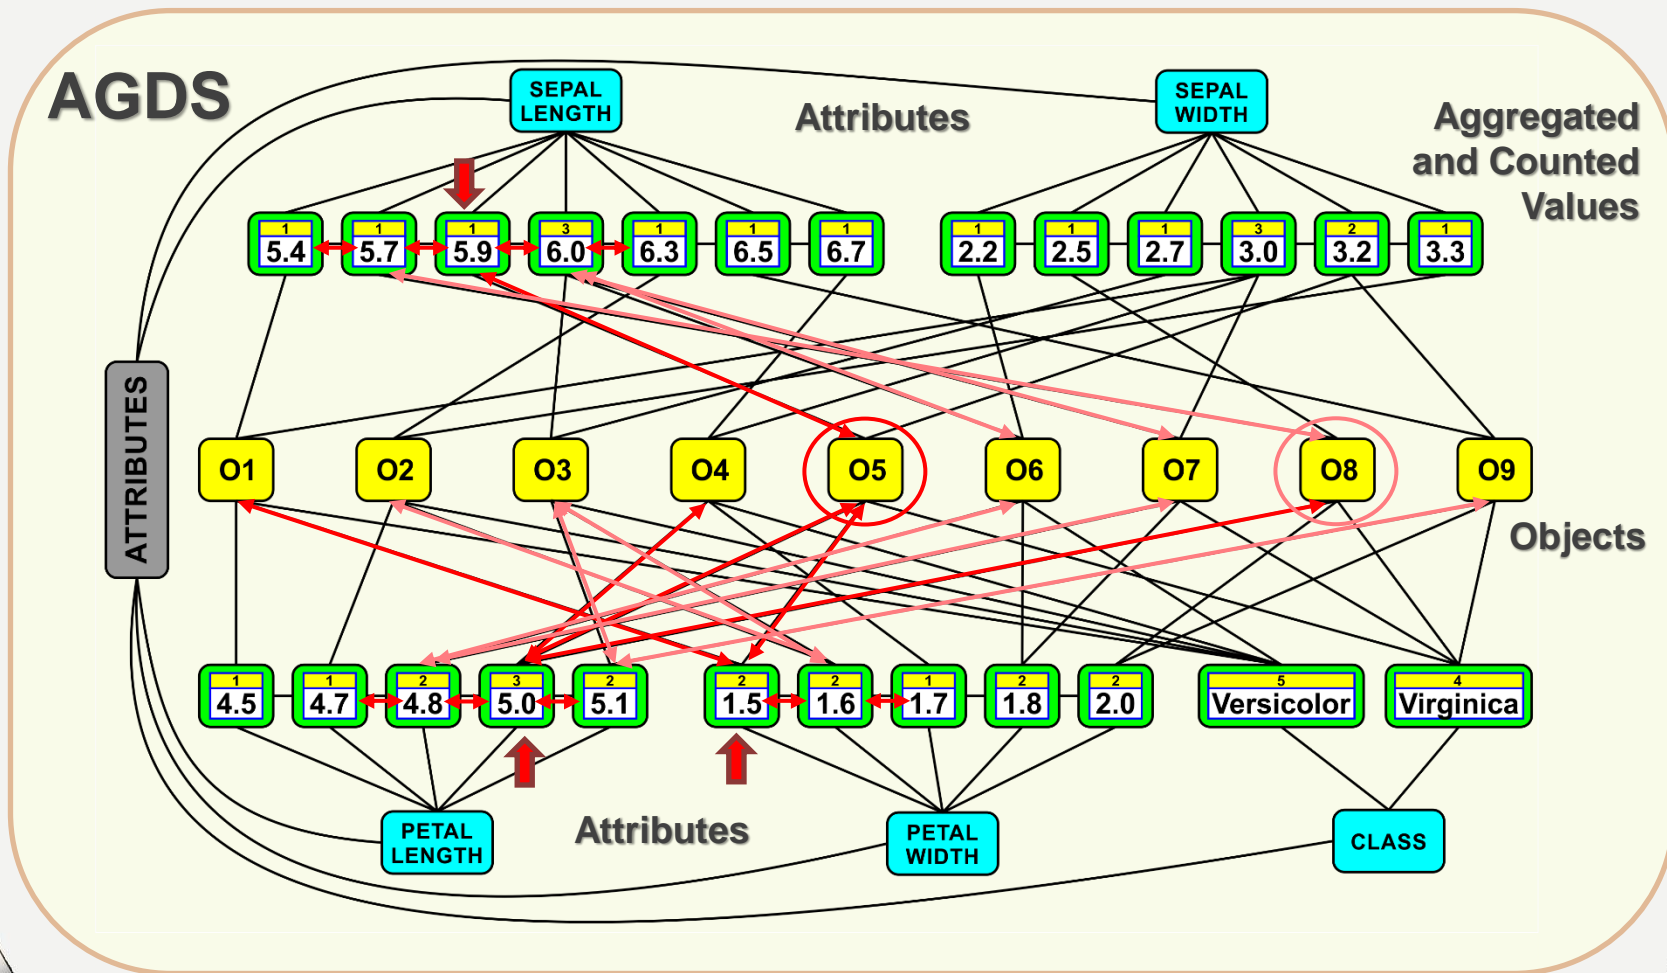 AGDS
SEPAL
LENGTH
Attributes
SEPAL
WIDTH
Aggregated
and Counted
Values
1 1 1 3 1 1 1
5.4 5.7 5.9 6.0 6.3 6.5 6.7
1 1 1 3 2 1
2.2 2.5 2.7 3.0 3.2 3.3
ATTRIBUTES
O1 O2 O3 O4 O5 O6 O7 O8 O9
Objects
1 1 2 3 2
4.5 4.7 4.8 5.0 5.1
2 2 1 2 2
1.5 1.6 1.7 1.8 2.0
5 4
Versicolor Virginica
PETAL
LENGTH
Attributes
PETAL
WIDTH
CLASS